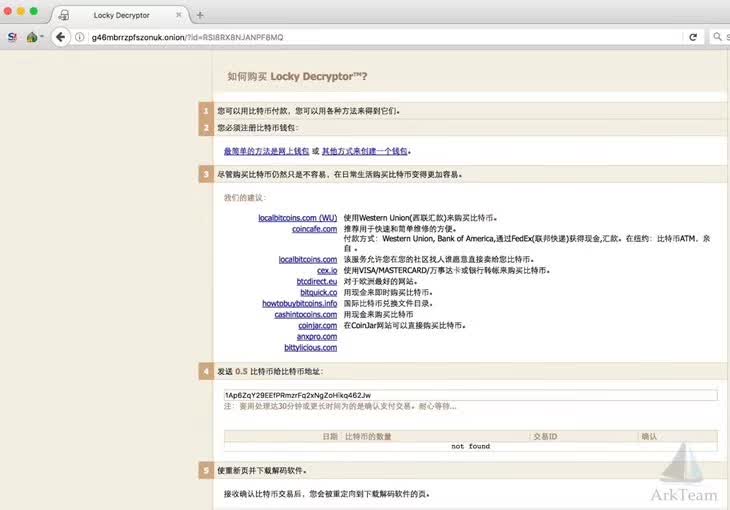 Locky Decryptor
g46mbrrzpfszonuk.onion/?id=RSI8RX8NJANPF8MQ
如何购买 Locky Decryptor™?
1 您可以用比特币付款，您可以用各种方法来得到它们。
2 您必须注册比特币钱包：
最简单的方法是网上钱包 或 其他方式来创建一个钱包。
3 尽管购买比特币仍然只是不容易，在日常生活购买比特币变得更加容易。
我们的建议：
localbitcoins.com (WU) 使用Western Union(西联汇款)来购买比特币。
coincafe.com 推荐用于快速和简单维修的方便。
付款方式：Western Union, Bank of America,通过FedEx(联邦快递)获得现金,汇款。在纽约：比特币ATM，亲
自 。
localbitcoins.com 该服务允许您在您的社区找人谁愿意直接卖给您比特币。
cex.io 使用VISA/MASTERCARD/万事达卡或银行转帐来购买比特币。
btcdirect.eu 对于欧洲最好的网站。
bitquick.co 用现金来即时购买比特币。
howtobuybitcoins.info 国际比特币兑换文件目录。
cashintocoins.com 用现金来购买比特币
coinjar.com 在CoinJar网站可以直接购买比特币。
anxpro.com
bittylicious.com
4 发送 0.5 比特币给比特币地址：
1Ap6ZqY29EEfPRmzrFq2xNgZoHikq462Jw
注：要用处理达30分钟或更长时间为的是确认支付交易。耐心等待...
日期 比特币的数量 交易ID 确认
not found
5 使重新页并下载解码软件。
接收确认比特币交易后，您会被重定向到下载解码软件的页。
ArkTeam